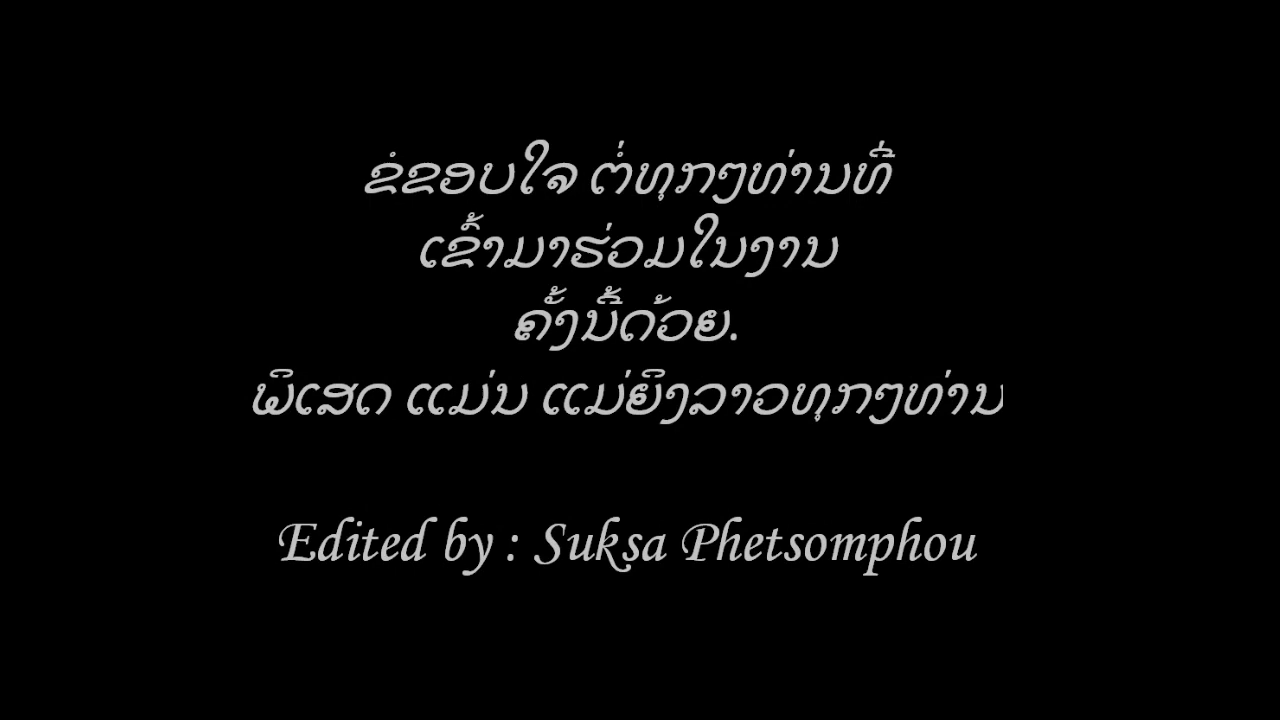 ຂໍຂອບໃຈ ຕໍ່ທຸກໆທ່ານທີ່
ເຂົ້າມາຮ່ວມໃນງານ
ຄັ້ງນີ້ດ້ວຍ.
ພິເສດ ແມ່ນ ແມ່ຍິງລາວທຸກໆທ່ານ
Edited by : Suksa Phetsomphou